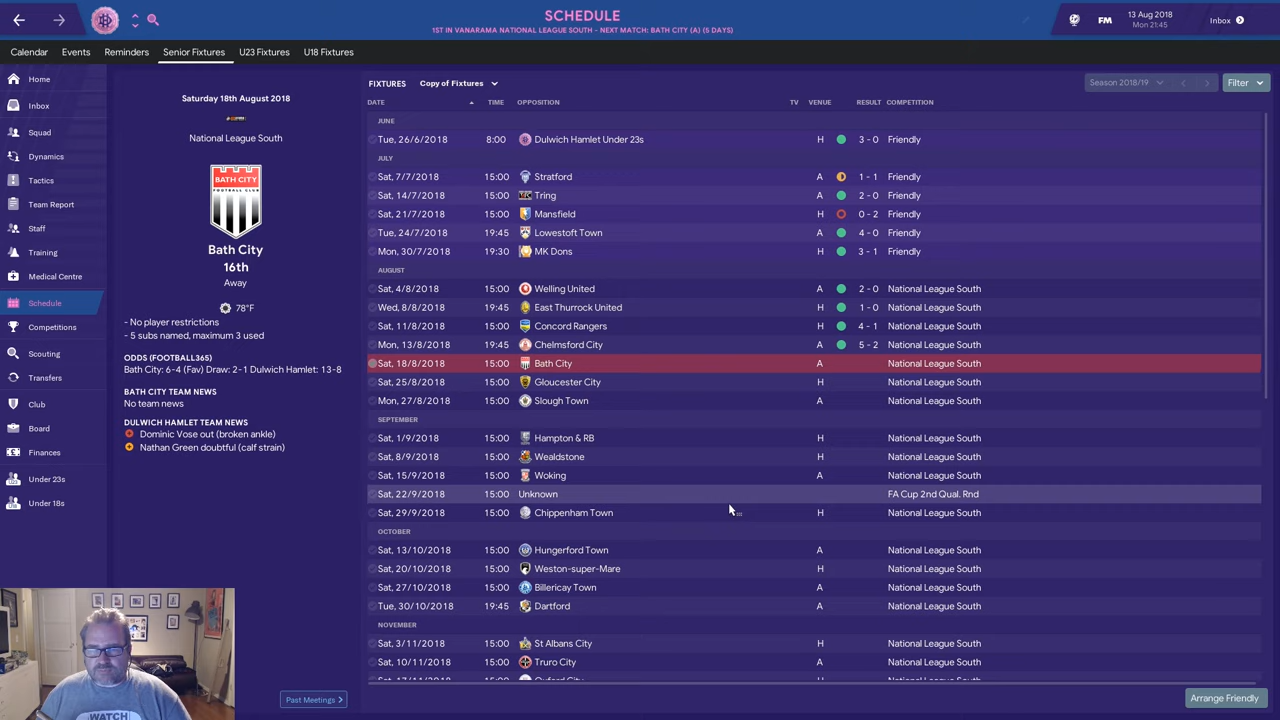 SCHEDULE
1ST IN VANARAMA NATIONAL LEAGUE SOUTH - NEXT MATCH: BATH CITY (A) (5 DAYS)
FM
13 Aug 2018
Mon 21:45
Inbox
Calendar Events Reminders Senior Fixtures U23 Fixtures U18 Fixtures
Home
Inbox
Squad
Dynamics
Tactics
Team Report
Staff
Training
Medical Centre
Schedule
Competitions
Scouting
Transfers
Club
Board
Finances
Under 23s
Under 18s
Saturday 18th August 2018
National League South
BATH CITY
FOOTBALL CLUB
Bath City
16th
Away
78°F
- No player restrictions
- 5 subs named, maximum 3 used
ODDS (FOOTBALL365)
Bath City: 6-4 (Fav) Draw: 2-1 Dulwich Hamlet: 13-8
BATH CITY TEAM NEWS
No team news
DULWICH HAMLET TEAM NEWS
Dominic Vose out (broken ankle)
Nathan Green doubtful (calf strain)
Past Meetings
FIXTURES Copy of Fixtures Season 2018/19 Filter
DATE TIME OPPOSITION TV VENUE RESULT COMPETITION
JUNE
Tue, 26/6/2018 8:00 Dulwich Hamlet Under 23s H 3 - 0 Friendly
JULY
Sat, 7/7/2018 15:00 Stratford A 1 - 1 Friendly
Sat, 14/7/2018 15:00 Tring A 2 - 0 Friendly
Sat, 21/7/2018 15:00 Mansfield H 0 - 2 Friendly
Tue, 24/7/2018 19:45 Lowestoft Town A 4 - 0 Friendly
Mon, 30/7/2018 19:30 MK Dons H 3 - 1 Friendly
AUGUST
Sat, 4/8/2018 15:00 Welling United A 2 - 0 National League South
Wed, 8/8/2018 19:45 East Thurrock United H 1 - 0 National League South
Sat, 11/8/2018 15:00 Concord Rangers H 4 - 1 National League South
Mon, 13/8/2018 19:45 Chelmsford City A 5 - 2 National League South
Sat, 18/8/2018 15:00 Bath City A National League South
Sat, 25/8/2018 15:00 Gloucester City H National League South
Mon, 27/8/2018 15:00 Slough Town A National League South
SEPTEMBER
Sat, 1/9/2018 15:00 Hampton & RB H National League South
Sat, 8/9/2018 15:00 Wealdstone H National League South
Sat, 15/9/2018 15:00 Woking A National League South
Sat, 22/9/2018 15:00 Unknown FA Cup 2nd Qual. Rnd
Sat, 29/9/2018 15:00 Chippenham Town H National League South
OCTOBER
Sat, 13/10/2018 15:00 Hungerford Town A National League South
Sat, 20/10/2018 15:00 Weston-super-Mare H National League South
Sat, 27/10/2018 15:00 Billericay Town A National League South
Tue, 30/10/2018 19:45 Dartford A National League South
NOVEMBER
Sat, 3/11/2018 15:00 St Albans City H National League South
Sat, 10/11/2018 15:00 Truro City A National League South
Sat, 17/11/2018 15:00 Oxford City H National League South
Arrange Friendly
WATCH